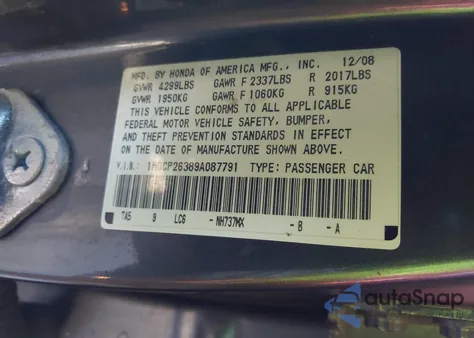 MFD. BY HONDA OF AMERICA MFG., INC. 12/08
GVWR 4299LBS GAWR F 2337LBS R 2017LBS
GVWR 1950KG GAWR F 1060KG R 915KG
THIS VEHICLE CONFORMS TO ALL APPLICABLE
FEDERAL MOTOR VEHICLE SAFETY, BUMPER,
AND THEFT PREVENTION STANDARDS IN EFFECT
ON THE DATE OF MANUFACTURE SHOWN ABOVE.
V.I.N.: 1HGCP26389A087791 TYPE: PASSENGER CAR
TA5 9 LC6 -NH737MX -B -A
autoSnap